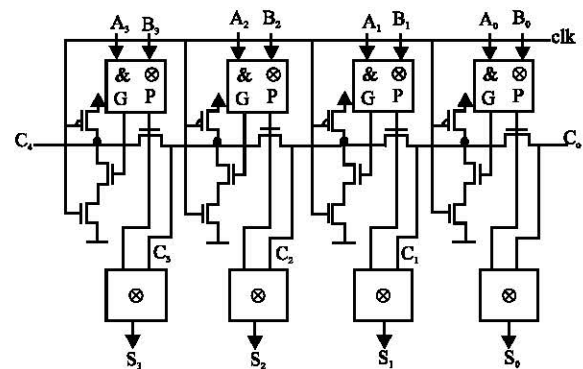 A₃ B₃ A₂ B₂ A₁ B₁ A₀ B₀
clk
& ⊗ & ⊗ & ⊗ & ⊗
G P G P G P G P
C₄ C₀
C₃ C₂ C₁
⊗ ⊗ ⊗ ⊗
S₃ S₂ S₁ S₀